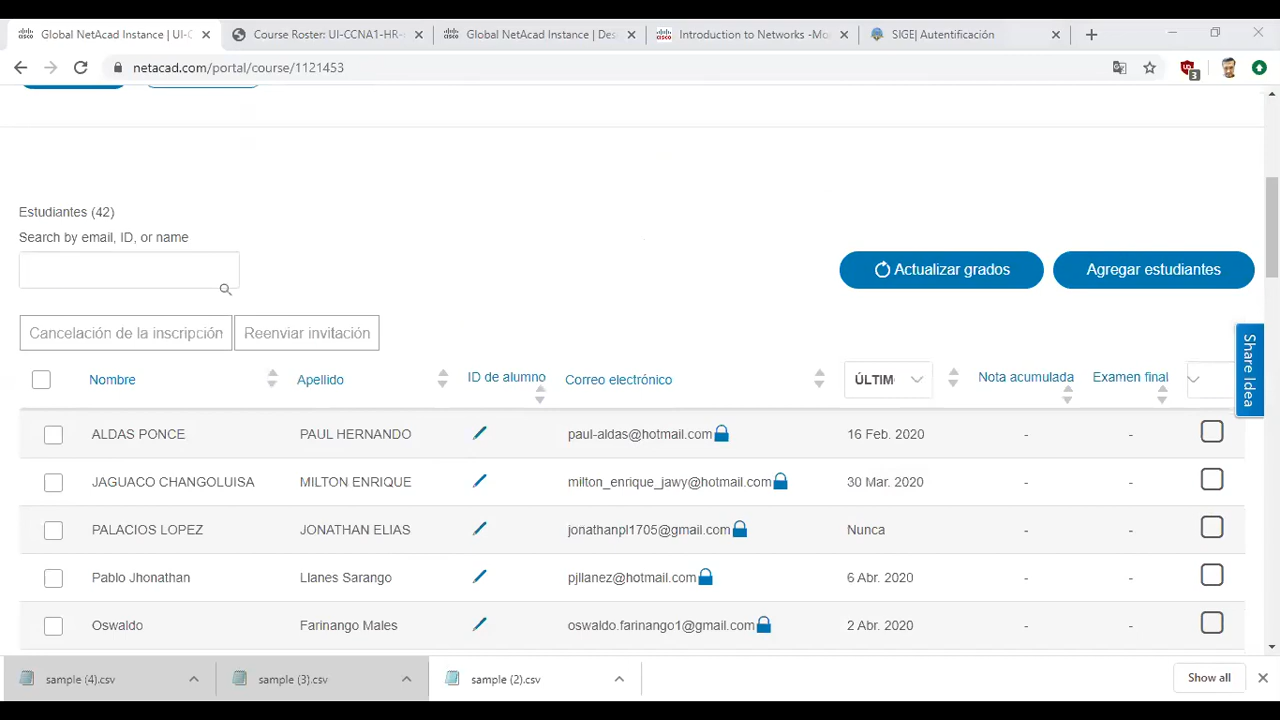 Global NetAcad Instance | UI-C
Course Roster: UI-CCNA1-HR-
Global NetAcad Instance | Des
Introduction to Networks -Mo
SIGE| Autentificación
netacad.com/portal/course/1121453
3
Estudiantes (42)
Search by email, ID, or name
Actualizar grados
Agregar estudiantes
Cancelación de la inscripción
Reenviar invitación
Share Idea
Nombre Apellido ID de alumno Correo electrónico ÚLTIM Nota acumulada Examen final
ALDAS PONCE PAUL HERNANDO paul-aldas@hotmail.com 16 Feb. 2020 - -
JAGUACO CHANGOLUISA MILTON ENRIQUE milton_enrique_jawy@hotmail.com 30 Mar. 2020 - -
PALACIOS LOPEZ JONATHAN ELIAS jonathanpl1705@gmail.com Nunca - -
Pablo Jhonathan Llanes Sarango pjllanez@hotmail.com 6 Abr. 2020 - -
Oswaldo Farinango Males oswaldo.farinango1@gmail.com 2 Abr. 2020 - -
sample (4).csv
sample (3).csv
sample (2).csv
Show all